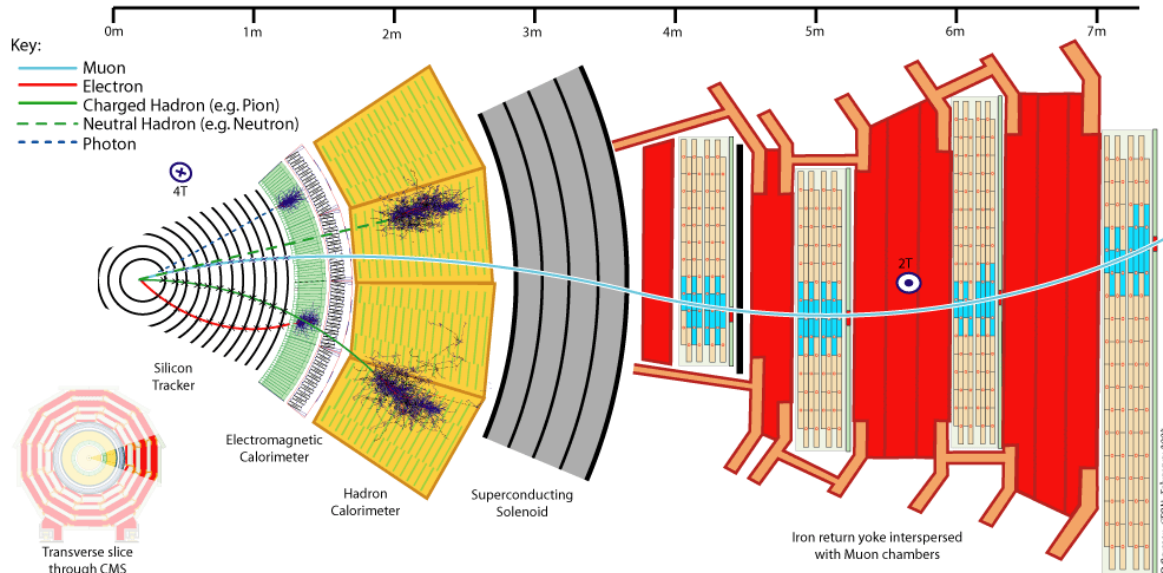 0m 1m 2m 3m 4m 5m 6m 7m
Key:
Muon
Electron
Charged Hadron (e.g. Pion)
Neutral Hadron (e.g. Neutron)
Photon
4T
2T
Silicon
Tracker
Electromagnetic
Calorimeter
Hadron
Calorimeter
Superconducting
Solenoid
Iron return yoke interspersed
with Muon chambers
Transverse slice
through CMS